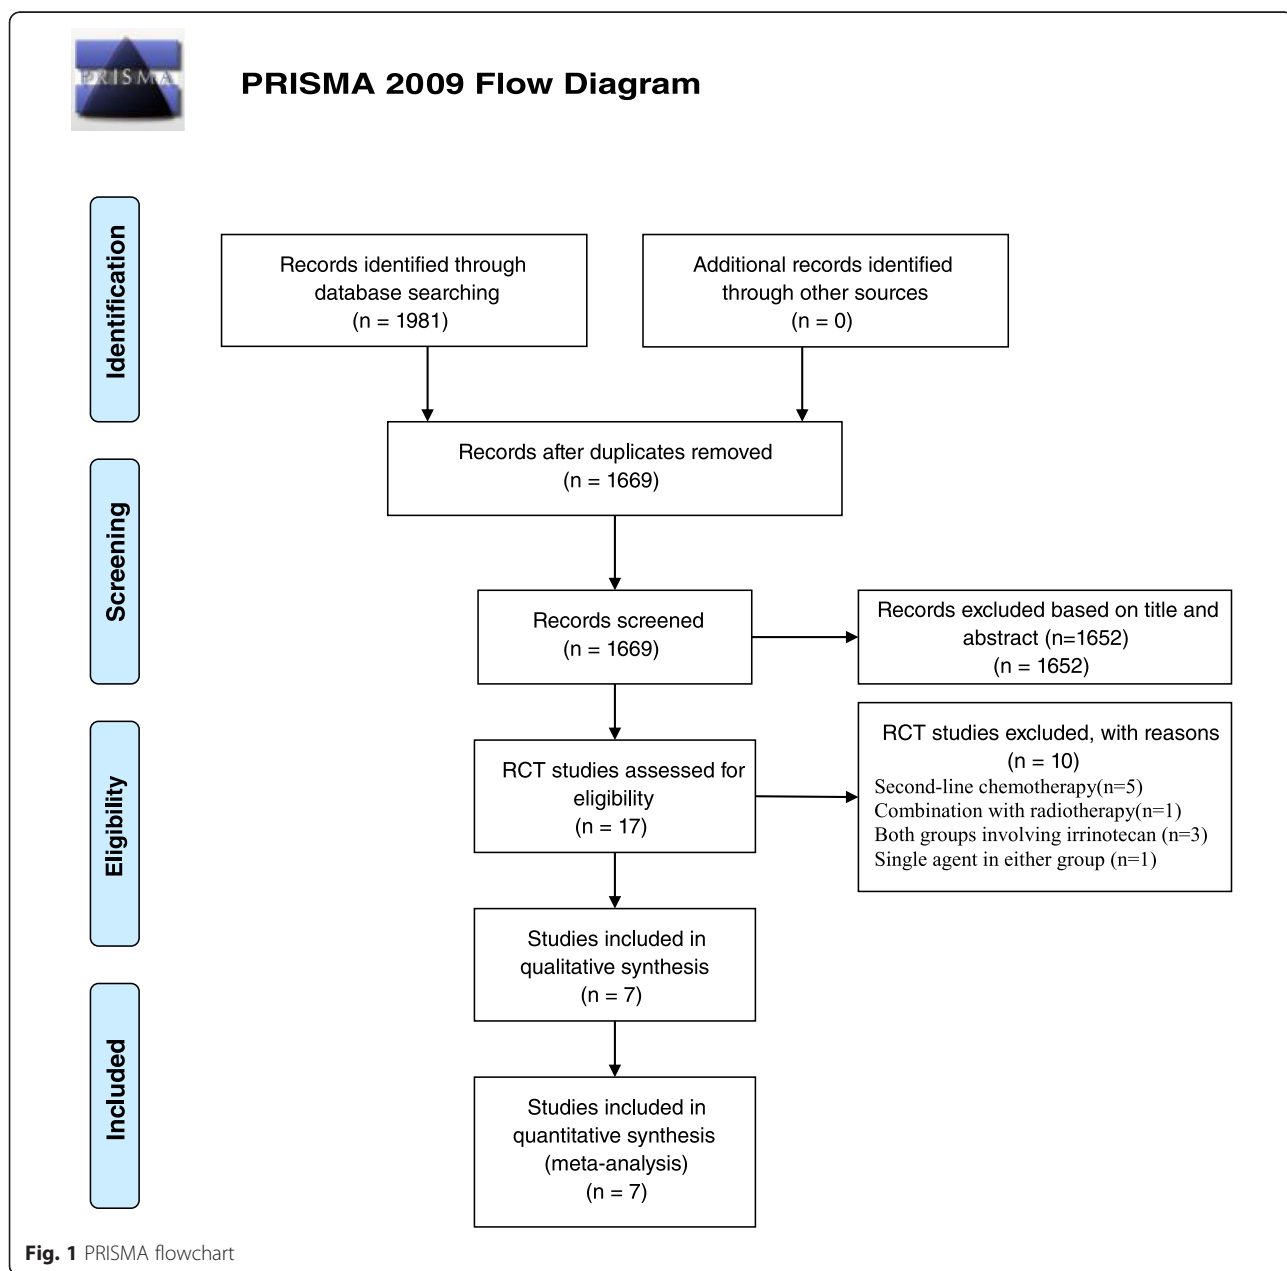 PRISMA
PRISMA 2009 Flow Diagram
Identification
Records identified through
database searching
(n = 1981)
Additional records identified
through other sources
(n = 0)
Records after duplicates removed
(n = 1669)
Screening
Records screened
(n = 1669)
Records excluded based on title and
abstract (n=1652)
(n = 1652)
Eligibility
RCT studies assessed for
eligibility
(n = 17)
RCT studies excluded, with reasons
(n = 10)
Second-line chemotherapy(n=5)
Combination with radiotherapy(n=1)
Both groups involving irrinotecan (n=3)
Single agent in either group (n=1)
Studies included in
qualitative synthesis
(n = 7)
Included
Studies included in
quantitative synthesis
(meta-analysis)
(n = 7)
Fig. 1 PRISMA flowchart